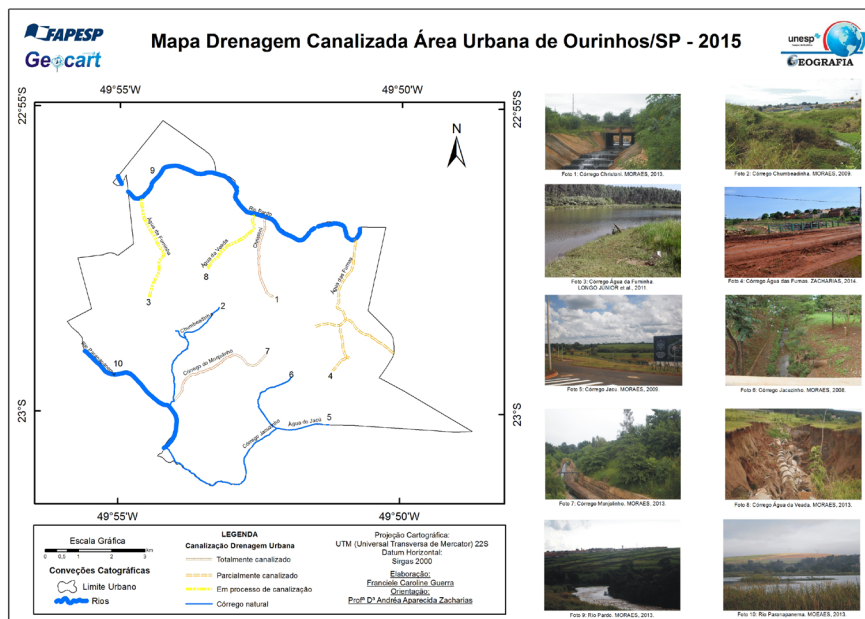 FAPESP
Geocart
Mapa Drenagem Canalizada Área Urbana de Ourinhos/SP - 2015
unesp
GEOGRAFIA
49°55'W
49°50'W
22°55'S
22°55'S
N
9
Rio Pardo
Água da Furninha
Água da Veada
Christoni
Água das Furnas
3
8
2
1
Chumbeadinha
10
Córrego do Monjolinho
7
6
4
Córrego Jacuzinho
Água do Jacú
5
23°S
23°S
49°55'W
49°50'W
Foto 1: Córrego Christoni. MORAES, 2013.
Foto 2: Córrego Chumbeadinha. MORAES, 2009.
Foto 3: Córrego Água da Furninha.
LONGO JÚNIOR et al., 2011.
Foto 4: Córrego Água das Furnas. ZACHARIAS, 2014.
Foto 5: Córrego Jacu. MORAES, 2009.
Foto 6: Córrego Jacuzinho. MORAES, 2008.
Foto 7: Córrego Monjolinho. MORAES, 2013.
Foto 8: Córrego Água da Veada. MORAES, 2013.
Foto 9: Rio Pardo. MORAES, 2013.
Foto 10: Rio Paranapanema. MORAES, 2013.
Escala Gráfica
0 0.5 1 2 3
km
Conveções Catográficas
Limite Urbano
Rios
LEGENDA
Canalização Drenagem Urbana
Totalmente canalizado
Parcialmente canalizado
Em processo de canalização
Córrego natural
Projeção Cartográfica:
UTM (Universal Transversa de Mercator) 22S
Datum Horizontal:
Sirgas 2000
Elaboração:
Franciele Caroline Guerra
Orientação:
Profª Dª Andréa Aparecida Zacharias